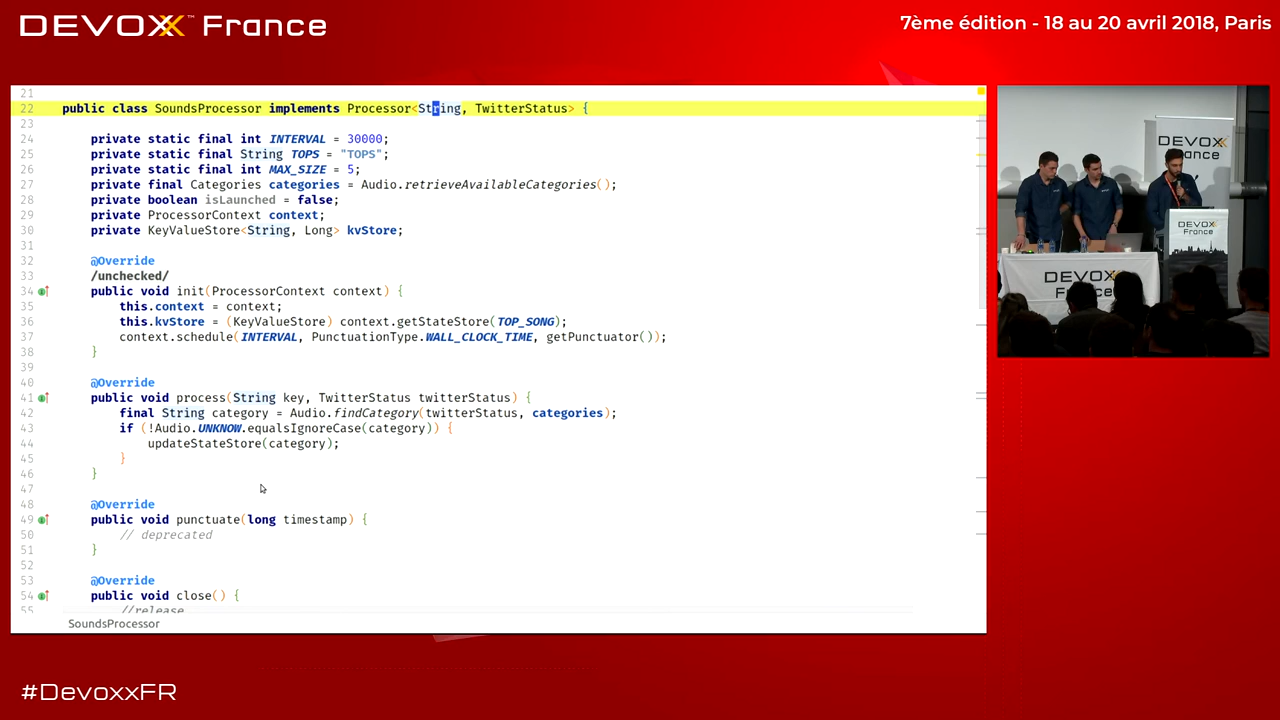 DEVOXX™ France
7ème édition - 18 au 20 avril 2018, Paris
21
22 public class SoundsProcessor implements Processor<String, TwitterStatus> {
23
24 private static final int INTERVAL = 30000;
25 private static final String TOPS = "TOPS";
26 private static final int MAX_SIZE = 5;
27 private final Categories categories = Audio.retrieveAvailableCategories();
28 private boolean isLaunched = false;
29 private ProcessorContext context;
30 private KeyValueStore<String, Long> kvStore;
31
32 @Override
33 /unchecked/
34 public void init(ProcessorContext context) {
35 this.context = context;
36 this.kvStore = (KeyValueStore) context.getStateStore(TOP_SONG);
37 context.schedule(INTERVAL, PunctuationType.WALL_CLOCK_TIME, getPunctuator());
38 }
39
40 @Override
41 public void process(String key, TwitterStatus twitterStatus) {
42 final String category = Audio.findCategory(twitterStatus, categories);
43 if (!Audio.UNKNOW.equalsIgnoreCase(category)) {
44 updateStateStore(category);
45 }
46 }
47
48 @Override
49 public void punctuate(long timestamp) {
50 // deprecated
51 }
52
53 @Override
54 public void close() {
55 //release
SoundsProcessor
DEVOXX
France
DEVOXX
France
DEVOXX
#DevoxxFR